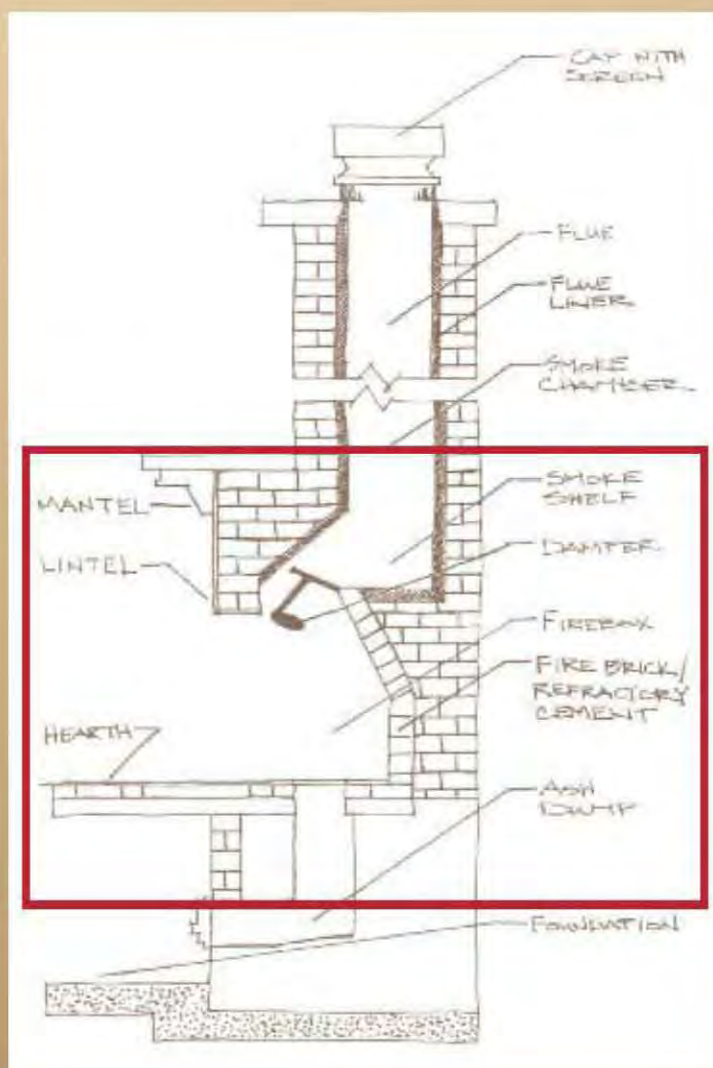 CAP WITH
SCREEN
FLUE
FLUE
LINER
SMOKE
CHAMBER
MANTEL
SMOKE
SHELF
LINTEL
DAMPER
FIREBOX
FIRE BRICK/
REFRACTORY
CEMENT
HEARTH
ASH
DUMP
FOUNDATION